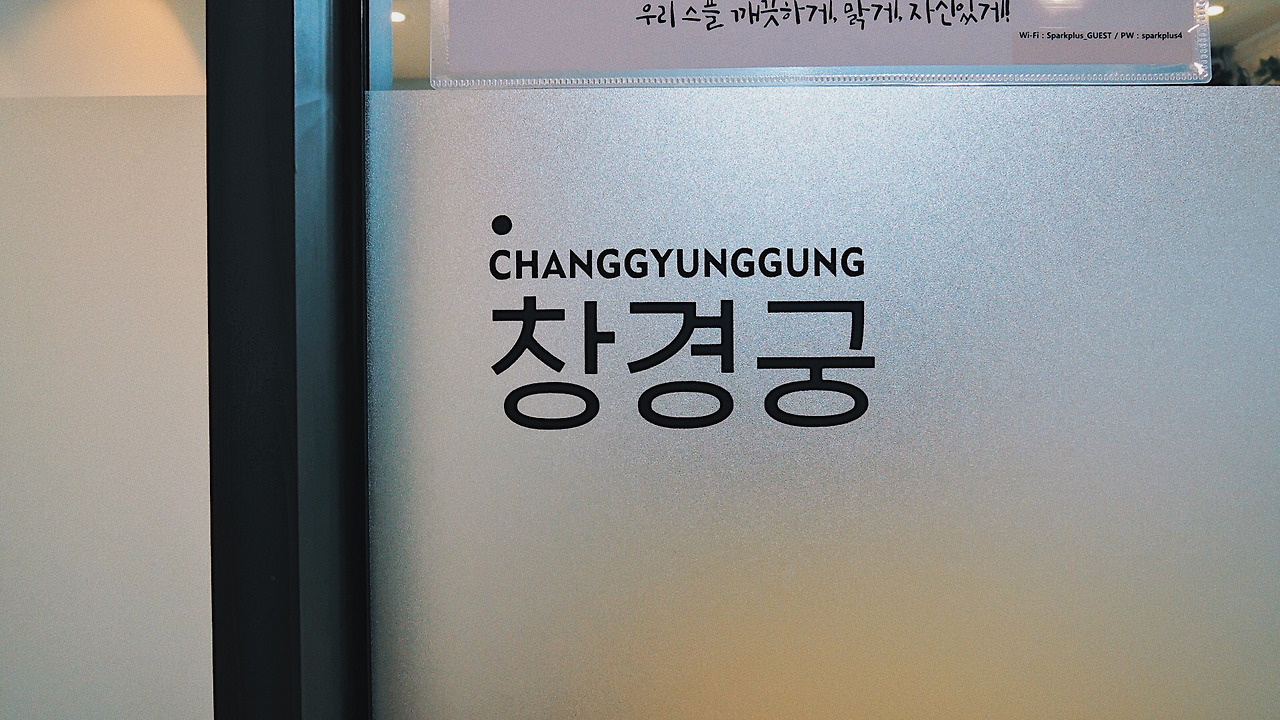 우리 스플 깨끗하게, 맑게, 자신있게!
Wi-Fi : Sparkplus_GUEST / PW : sparkplus4
CHANGGYUNGGUNG
창경궁